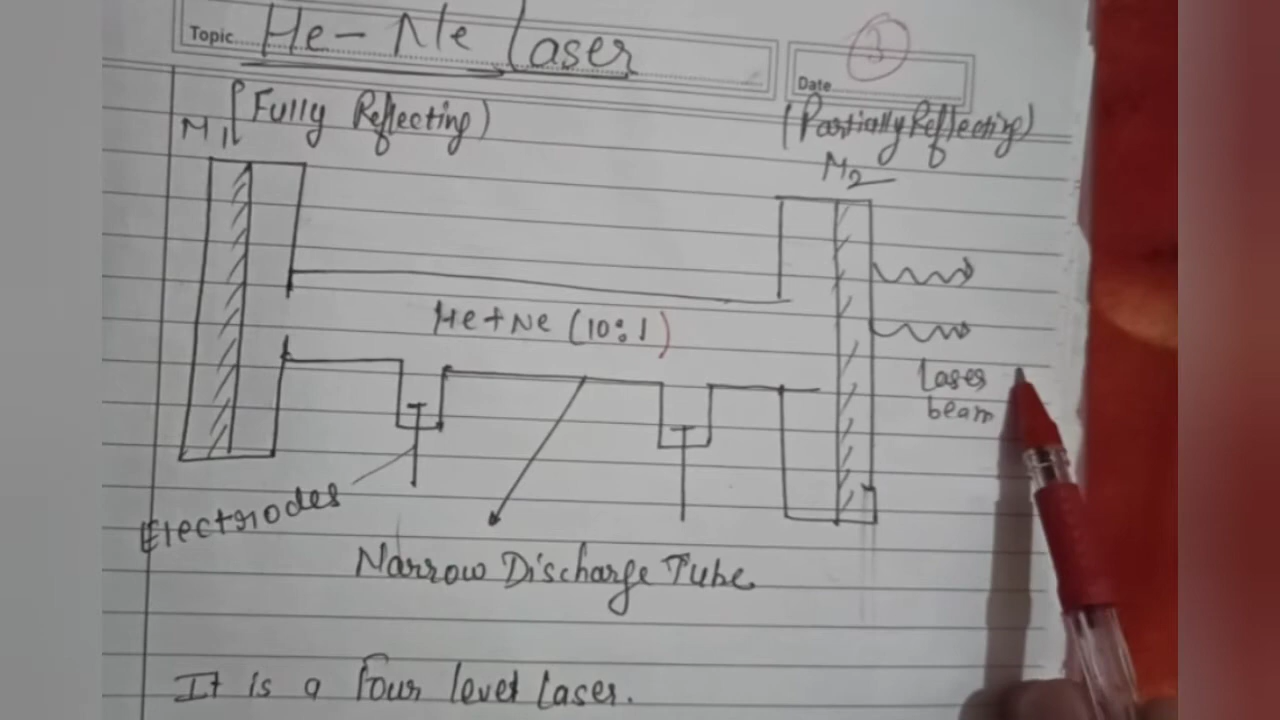 Topic He-Ne Laser
3
Date
M1 (Fully Reflecting)
(Partially Reflecting)
M2
He+Ne (10:1)
Laser
beam
Electrodes
Narrow Discharge Tube
It is a four level laser.